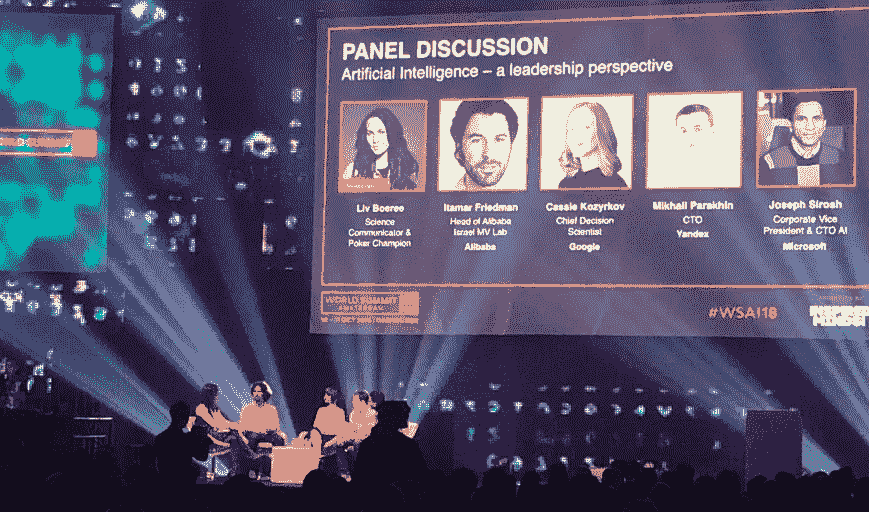 PANEL DISCUSSION
Artificial Intelligence – a leadership perspective
Liv Boeree
Science
Communicator &
Poker Champion
Itamar Friedman
Head of Alibaba
Israel MV Lab
Alibaba
Cassie Kozyrkov
Chief Decision
Scientist
Google
Mikhail Parakhin
CTO
Yandex
Joseph Sirosh
Corporate Vice
President & CTO AI
Microsoft
WORLD SUMMIT
AMSTERDAM
#WSAI18